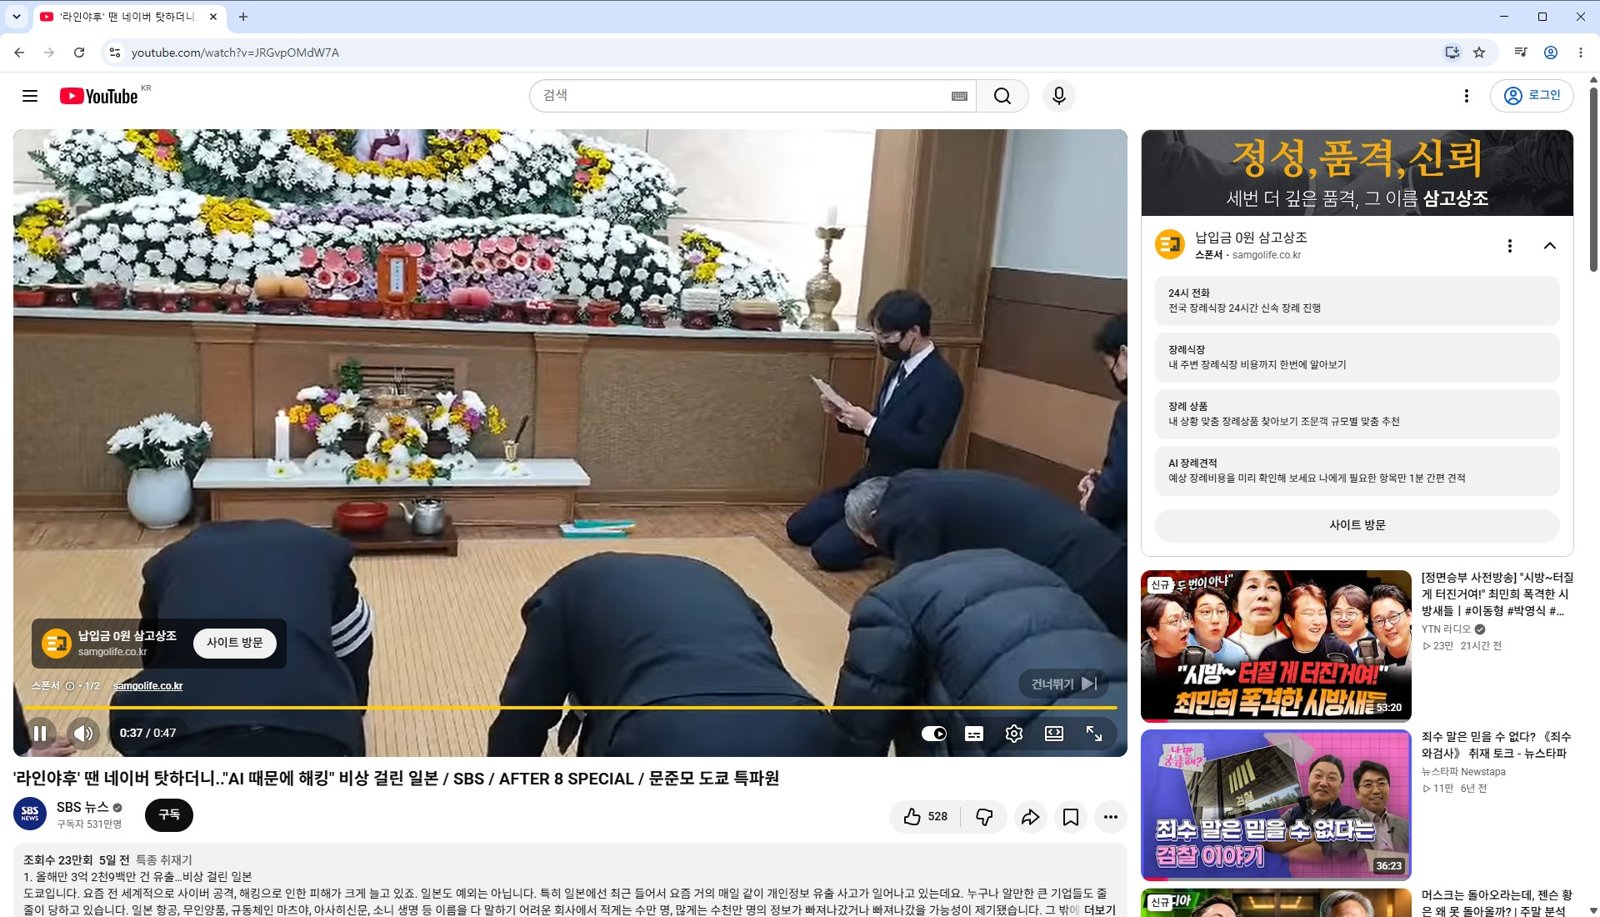 '라인야후' 땐 네이버 탓하더니
youtube.com/watch?v=JRGvpOMdW7A
YouTube KR
검색
로그인
납입금 0원 삼고상조
samgolife.co.kr
사이트 방문
스폰서 · 1/2 samgolife.co.kr
건너뛰기
0:37 / 0:47
'라인야후' 땐 네이버 탓하더니.."AI 때문에 해킹" 비상 걸린 일본 / SBS / AFTER 8 SPECIAL / 문준모 도쿄 특파원
SBS NEWS
SBS 뉴스
구독자 531만명
구독
528
조회수 23만회 5일 전 특종 취재기
1. 올해만 3억 2천9백만 건 유출...비상 걸린 일본
도쿄입니다. 요즘 전 세계적으로 사이버 공격, 해킹으로 인한 피해가 크게 늘고 있죠. 일본도 예외는 아닙니다. 특히 일본에서 최근 들어서 요즘 거의 매일 같이 개인정보 유출 사고가 일어나고 있는데요. 누구나 알만한 큰 기업들도 줄
줄이 당하고 있습니다. 일본 항공, 무인양품, 규동체인 마츠야, 아사히신문, 소니 생명 등 이름을 다 말하기 어려운 회사에서 적게는 수만 명, 많게는 수천만 명의 정보가 빠져나갔거나 빠져나갔을 가능성이 제기됐습니다. 그 밖에 더보기
정성,품격,신뢰
세번 더 깊은 품격, 그 이름 삼고상조
납입금 0원 삼고상조
스폰서 · samgolife.co.kr
24시 전화
전국 장례식장 24시간 신속 장례 진행
장례식장
내 주변 장례식장 비용까지 한번에 알아보기
장례 상품
내 상황 맞춤 장례상품 찾아보기 조문객 규모별 맞춤 추천
AI 장례견적
예상 장례비용을 미리 확인해 보세요 나에게 필요한 항목만 1분 간편 견적
사이트 방문
신규
두 번이 아냐"
"시방~ 터질 게 터진거여!"
최민희 폭격한 시방새들
53:20
[정면승부 사전방송] "시방~터질
게 터진거여!" 최민희 폭격한 시
방새들ㅣ#이동형 #박영식 #...
YTN 라디오
23만 21시간 전
나만
궁금해?
검찰
죄수 말은 믿을 수 없다는
검찰 이야기
36:23
죄수 말은 믿을 수 없다? 《죄수
와검사》 취재 토크 - 뉴스타파
뉴스타파 Newstapa
11만 6년 전
신규
머스크는 돌아오라는데, 젠슨 황
은 왜 못 돌아올까? | 주말 분석